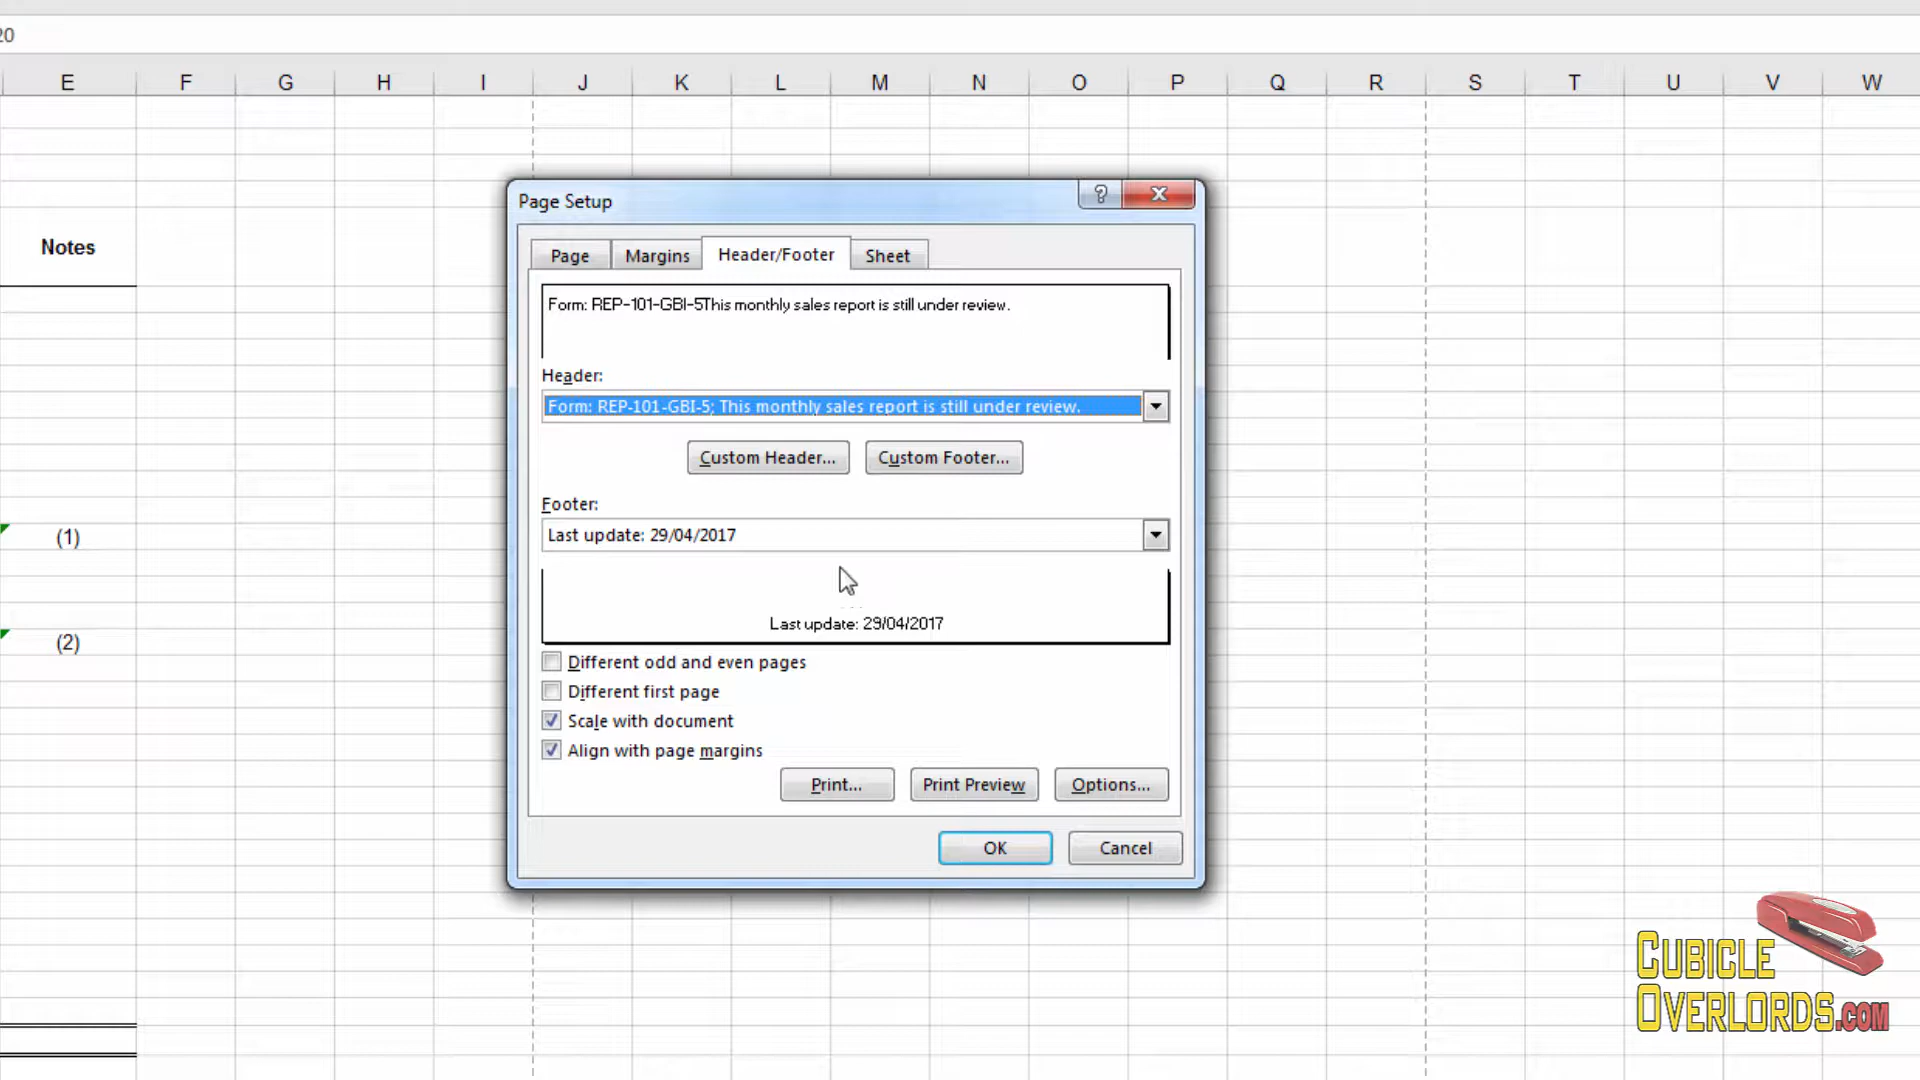 20
E F G H I J K L M N O P Q R S T U V W
Page Setup
Page Margins Header/Footer Sheet
Notes
Form: REP-101-GBI-5This monthly sales report is still under review.
Header:
Form: REP-101-GBI-5; This monthly sales report is still under review.
Custom Header... Custom Footer...
Footer:
Last update: 29/04/2017
(1)
Last update: 29/04/2017
(2)
Different odd and even pages
Different first page
Scale with document
Align with page margins
Print... Print Preview Options...
OK Cancel
CUBICLE
OVERLORDS.COM